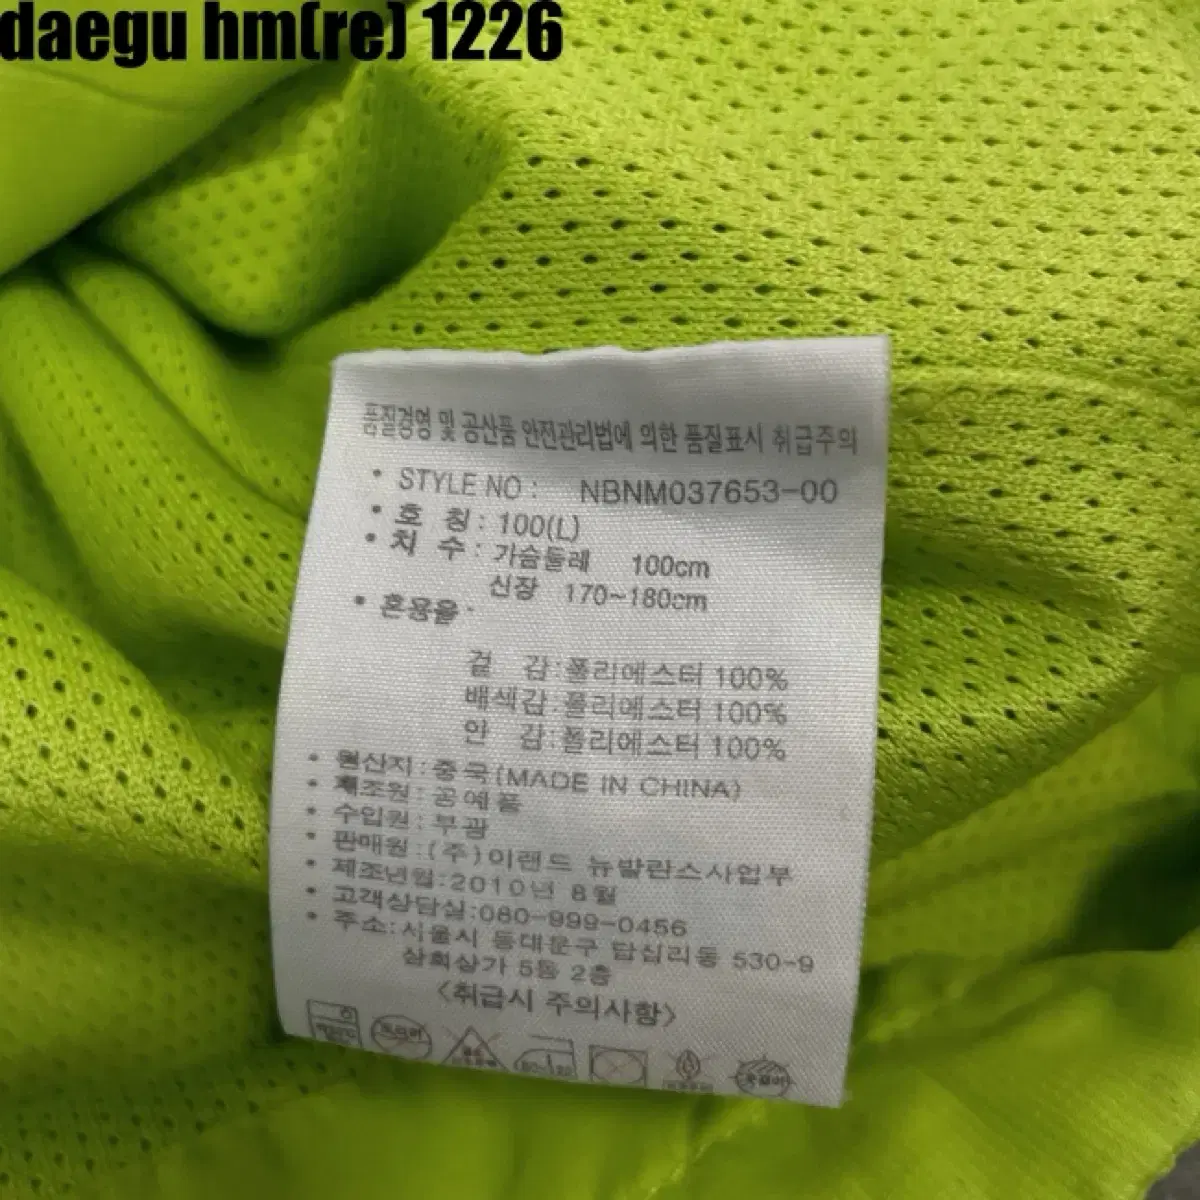 daegu hm(re) 1226
품질경영 및 공산품 안전관리법에 의한 품질표시 취급주의
• STYLE NO : NBNM037653-00
• 호 칭 : 100(L)
• 치 수 : 가슴둘레 100cm
신장 170~180cm
• 혼용율 :
겉 감 : 폴리에스터 100%
배색감 : 폴리에스터 100%
안 감 : 폴리에스터 100%
• 원산지 : 중국(MADE IN CHINA)
• 제조원 : 공예품
• 수입원 : 부광
• 판매원 : (주)이랜드 뉴발란스사업부
• 제조년월 : 2010년 8월
• 고객상담실 : 080-999-0456
• 주소 : 서울시 동대문구 답십리동 530-9
삼희상가 5동 2층
<취급시 주의사항>